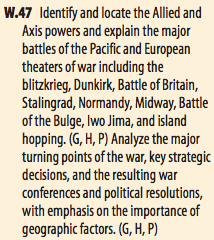 W.47 Identify and locate the Allied and
Axis powers and explain the major
battles of the Pacific and European
theaters of war including the
blitzkrieg, Dunkirk, Battle of Britain,
Stalingrad, Normandy, Midway, Battle
of the Bulge, Iwo Jima, and island
hopping. (G, H, P) Analyze the major
turning points of the war, key strategic
decisions, and the resulting war
conferences and political resolutions,
with emphasis on the importance of
geographic factors. (G, H, P)